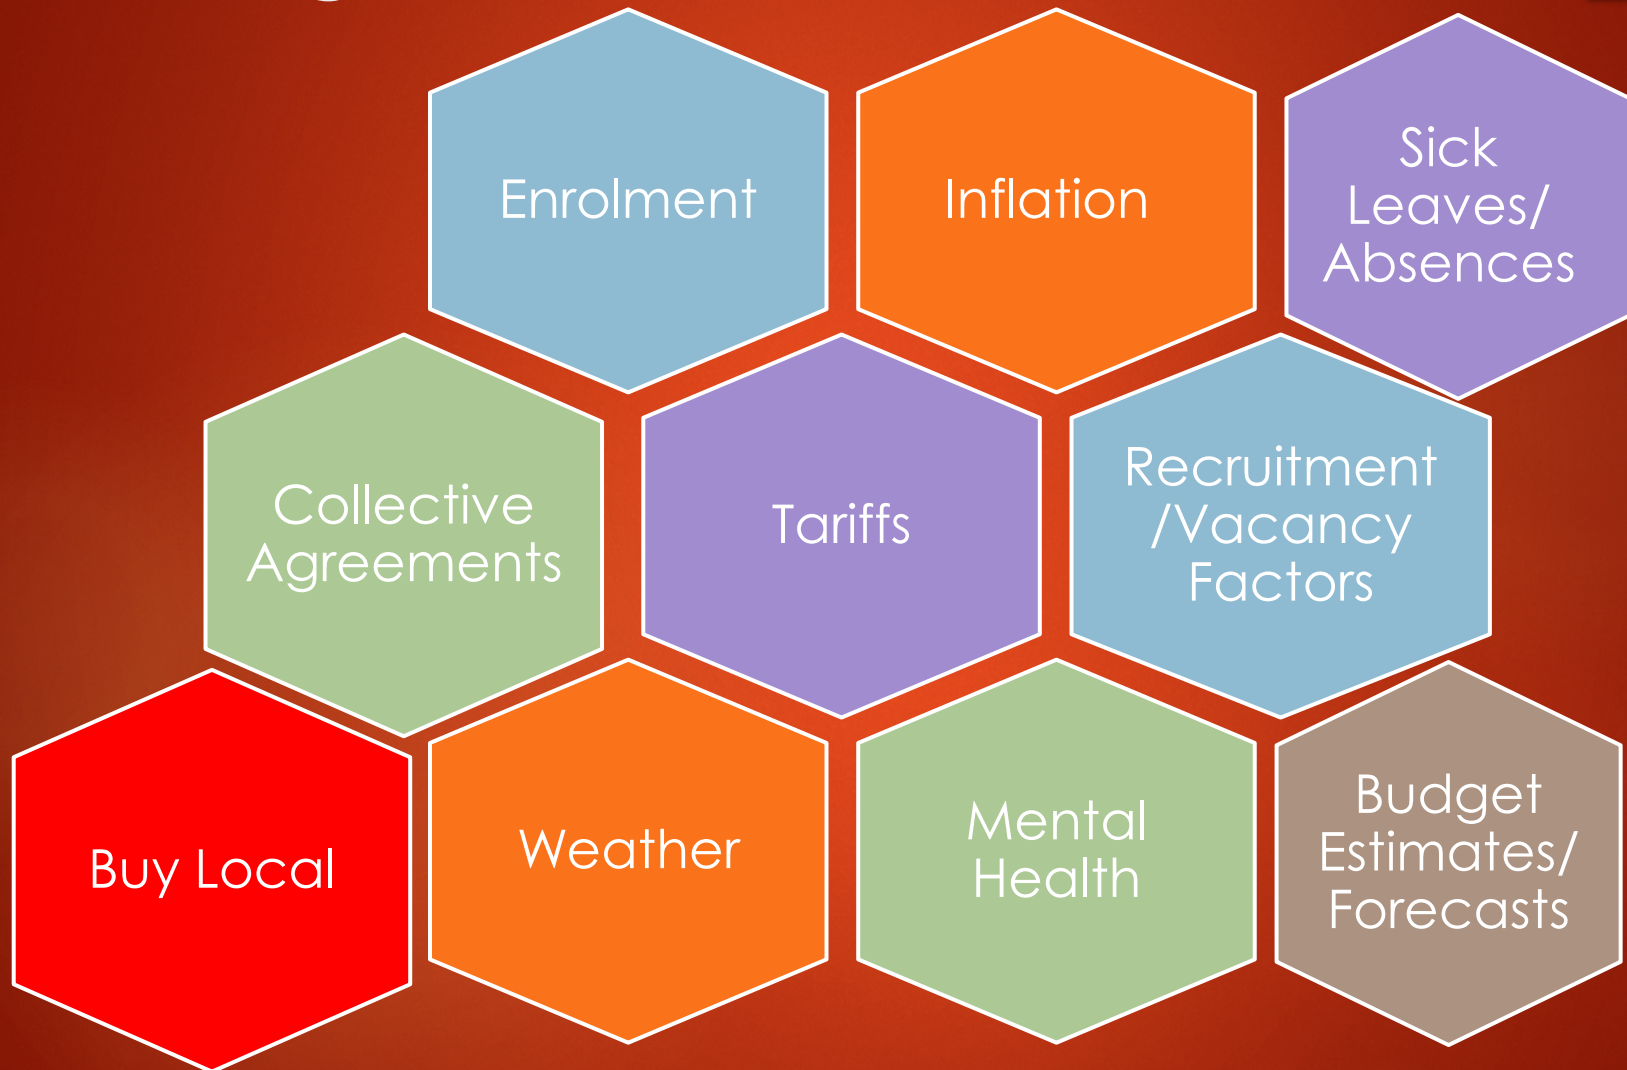 Enrolment
Inflation
Sick
Leaves/
Absences
Collective
Agreements
Tariffs
Recruitment
/Vacancy
Factors
Buy Local
Weather
Mental
Health
Budget
Estimates/
Forecasts